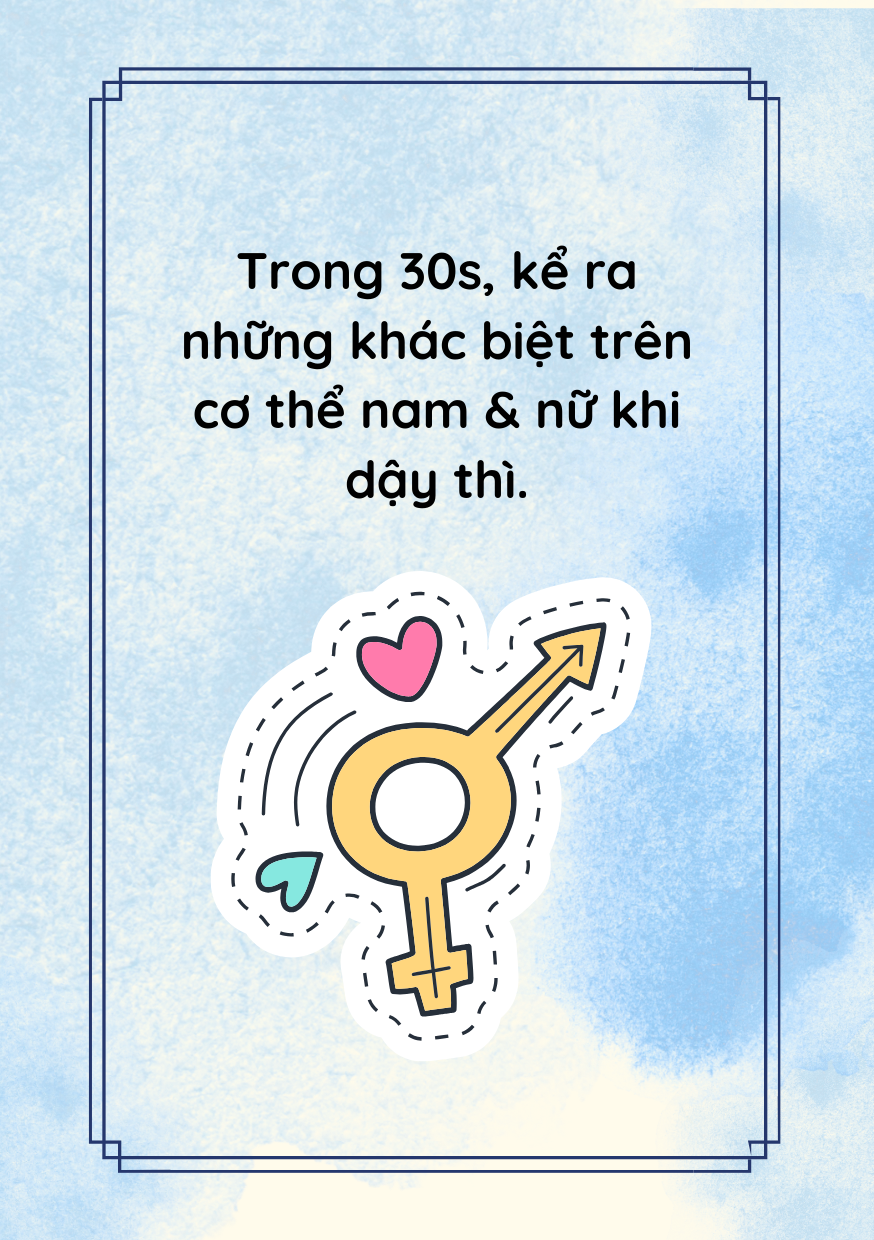 Trong 30s, kể ra
những khác biệt trên
cơ thể nam & nữ khi
dậy thì.